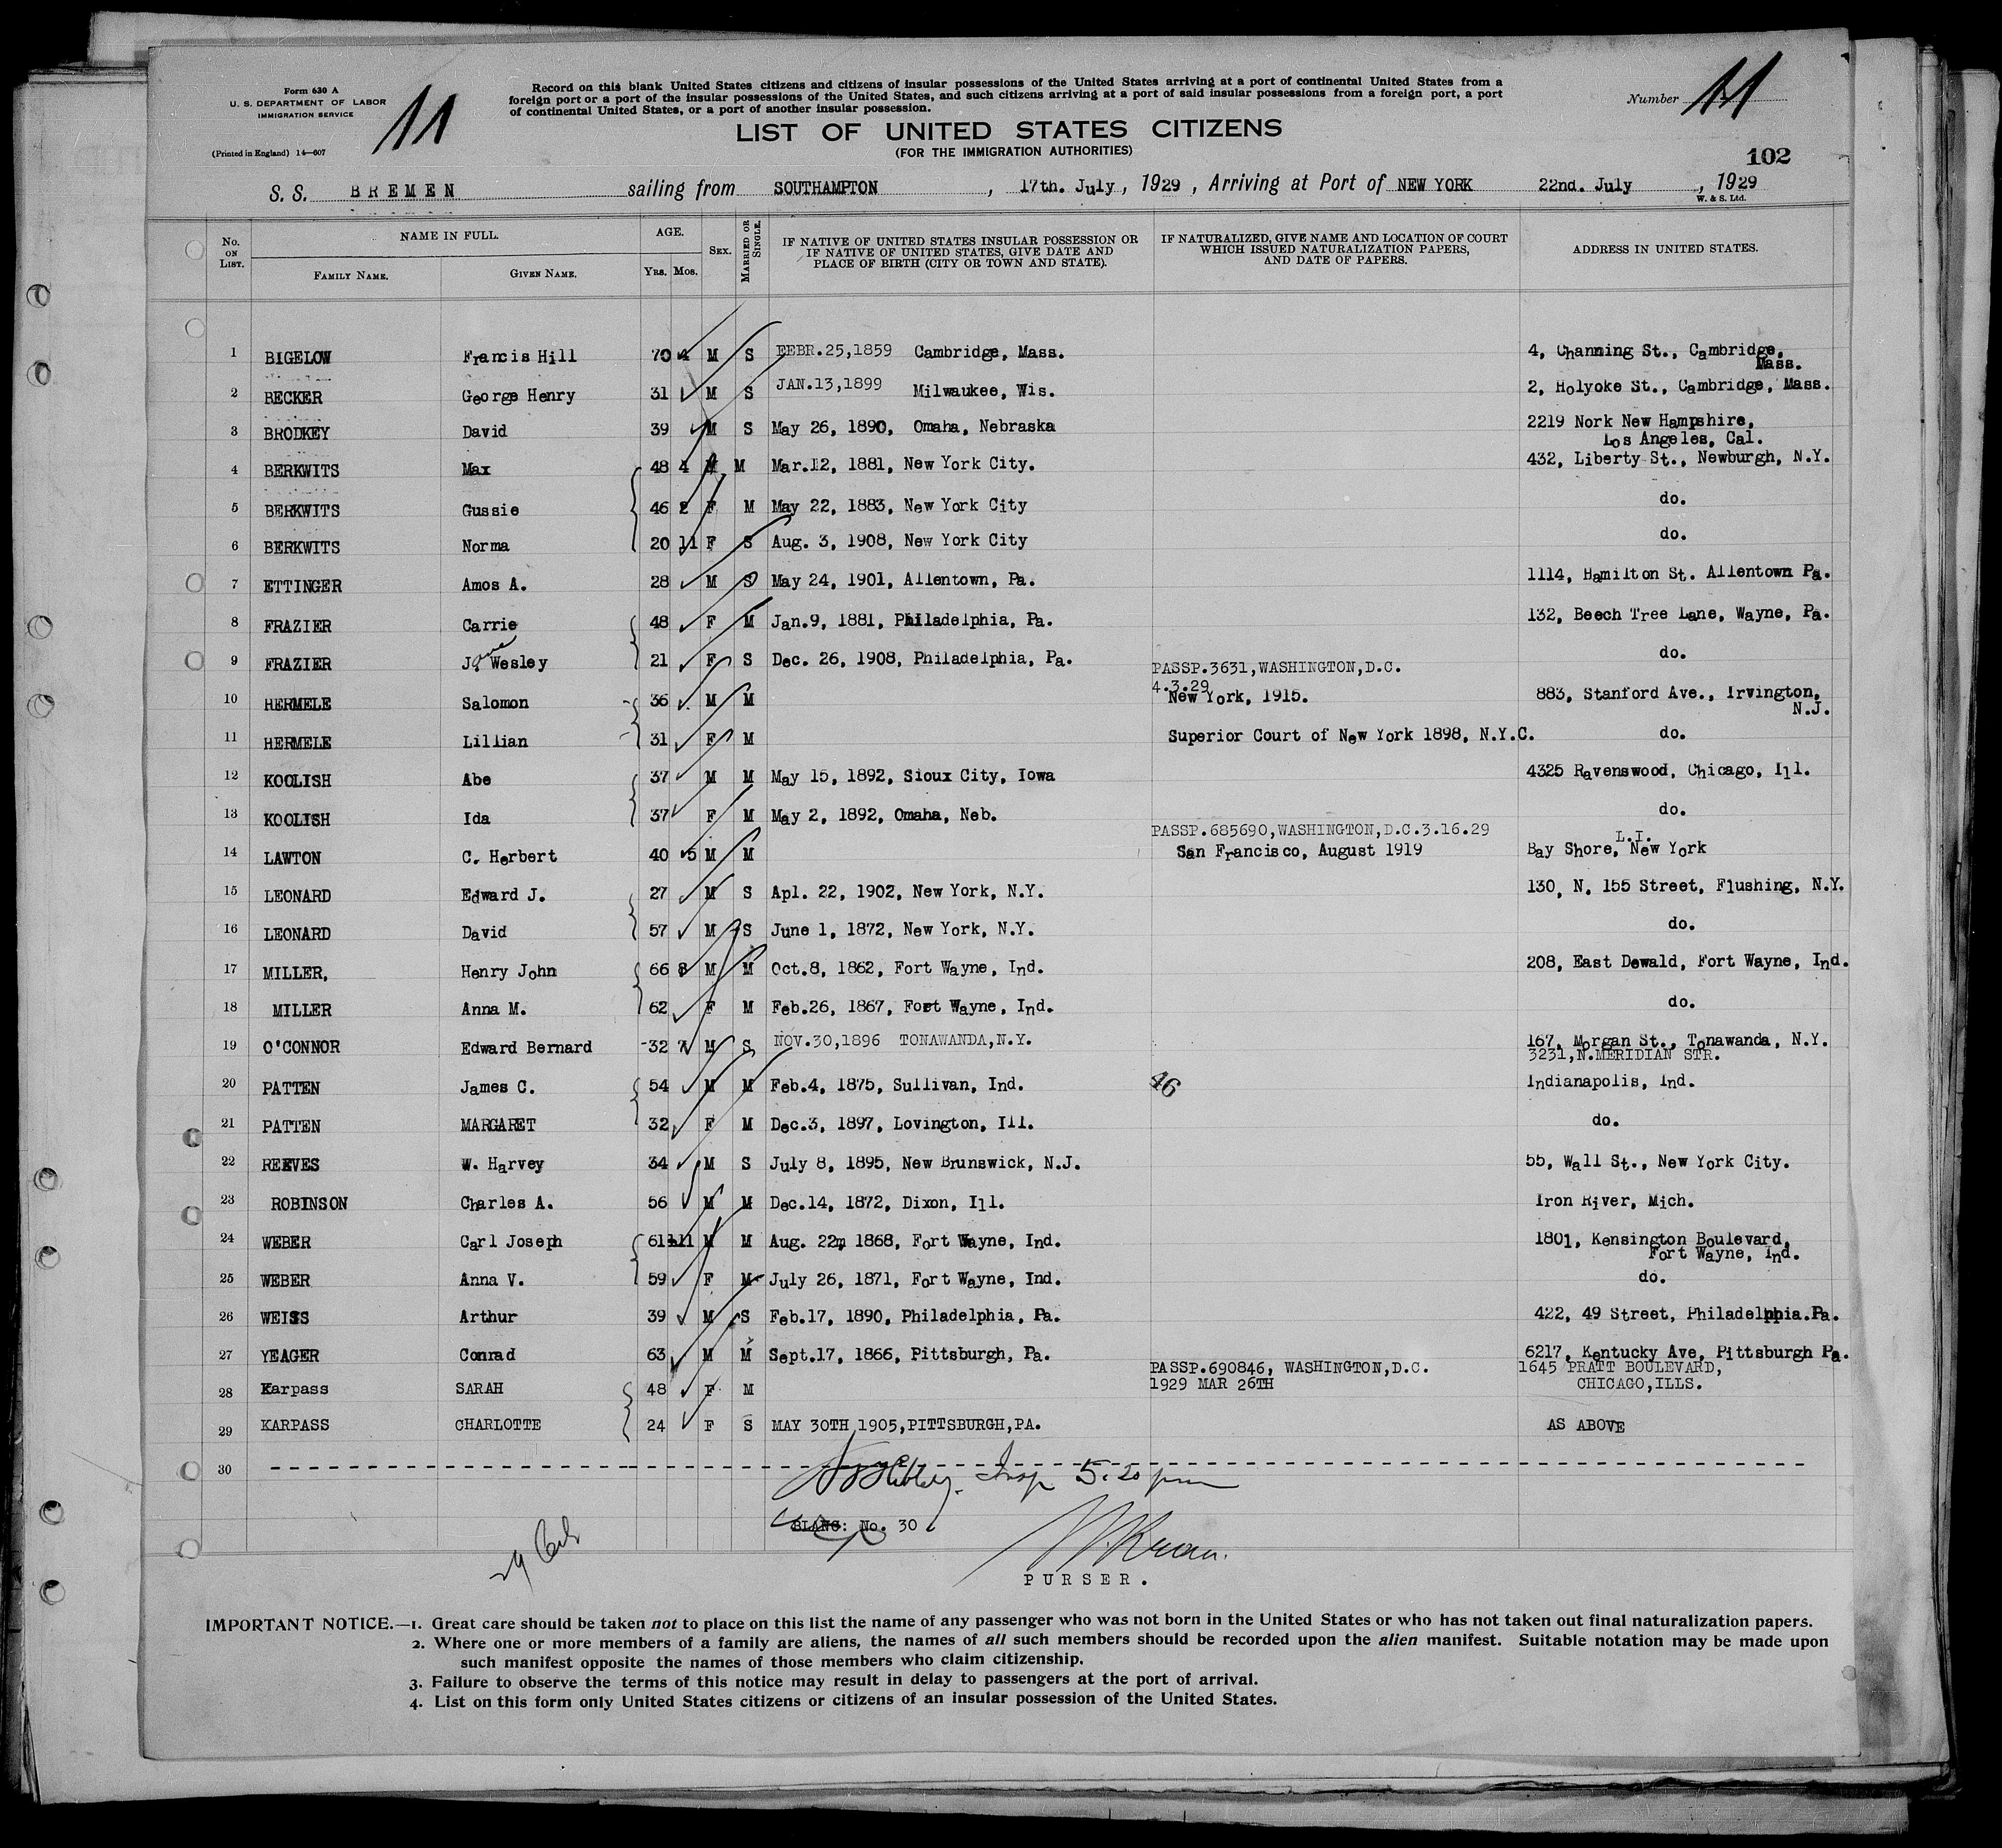 Form 630 A
U. S. DEPARTMENT OF LABOR
IMMIGRATION SERVICE
(Printed in England) 14—607
11
Record on this blank United States citizens and citizens of insular possessions of the United States arriving at a port of continental United States from a
foreign port or a port of the insular possessions of the United States, and such citizens arriving at a port of said insular possessions from a foreign port, a port
of continental United States, or a port of another insular possession.
LIST OF UNITED STATES CITIZENS
(FOR THE IMMIGRATION AUTHORITIES)
Number 11
102
S. S. BREMEN sailing from SOUTHAMPTON , 17th. July , 1929 , Arriving at Port of NEW YORK 22nd. July , 1929
W. & S. Ltd.
No. ON LIST. NAME IN FULL. FAMILY NAME. GIVEN NAME. AGE. YRS. MOS. SEX. MARRIED OR SINGLE. IF NATIVE OF UNITED STATES INSULAR POSSESSION OR IF NATIVE OF UNITED STATES, GIVE DATE AND PLACE OF BIRTH (CITY OR TOWN AND STATE). IF NATURALIZED, GIVE NAME AND LOCATION OF COURT WHICH ISSUED NATURALIZATION PAPERS, AND DATE OF PAPERS. ADDRESS IN UNITED STATES.
1 BIGELOW Francis Hill 70 4 M S FEBR.25,1859 Cambridge, Mass. 4, Channing St., Cambridge, Mass.
2 BECKER George Henry 31 M S JAN.13,1899 Milwaukee, Wis. 2, Holyoke St., Cambridge, Mass.
3 BRODKEY David 39 M S May 26, 1890, Omaha, Nebraska 2219 Nork New Hampshire, Los Angeles, Cal.
4 BERKWITS Max 48 4 M M Mar.12, 1881, New York City. 432, Liberty St., Newburgh, N.Y.
5 BERKWITS Gussie 46 2 F M May 22, 1883, New York City do.
6 BERKWITS Norma 20 11 F S Aug. 3, 1908, New York City do.
7 ETTINGER Amos A. 28 M S May 24, 1901, Allentown, Pa. 1114, Hamilton St. Allentown Pa.
8 FRAZIER Carrie 48 F M Jan.9, 1881, Philadelphia, Pa. 132, Beech Tree Lane, Wayne, Pa.
9 FRAZIER J. Wesley 21 F S Dec. 26, 1908, Philadelphia, Pa. do.
PASSP.3631,WASHINGTON,D.C.
4.3.29
10 HERMELE Salomon 36 M M New York, 1915. 883, Stanford Ave., Irvington, N.J.
11 HERMELE Lillian 31 F M Superior Court of New York 1898, N.Y.C. do.
12 KOOLISH Abe 37 M M May 15, 1892, Sioux City, Iowa 4325 Ravenswood, Chicago, Ill.
13 KOOLISH Ida 37 F M May 2, 1892, Omaha, Neb. do.
PASSP.685690,WASHINGTON,D.C.3.16.29
14 LAWTON C. Herbert 40 5 M M San Francisco, August 1919 Bay Shore, L.I. New York
15 LEONARD Edward J. 27 M S Apl. 22, 1902, New York, N.Y. 130, N. 155 Street, Flushing, N.Y.
16 LEONARD David 57 M S June 1, 1872, New York, N.Y. do.
17 MILLER, Henry John 66 8 M M Oct.8, 1862, Fort Wayne, Ind. 208, East Dewald, Fort Wayne, Ind.
18 MILLER Anna M. 62 F M Feb.26, 1867, Fort Wayne, Ind. do.
19 O'CONNOR Edward Bernard 32 7 M S NOV.30,1896 TONAWANDA,N.Y. 167, Morgan St., Tonawanda, N.Y.
3231,N.MERIDIAN STR.
20 PATTEN James C. 54 M M Feb.4, 1875, Sullivan, Ind. 46 Indianapolis, Ind.
21 PATTEN MARGARET 32 F M Dec.3, 1897, Lovington, Ill. do.
22 REEVES W. Harvey 34 M S July 8, 1895, New Brunswick, N.J. 55, Wall St., New York City.
23 ROBINSON Charles A. 56 M M Dec.14, 1872, Dixon, Ill. Iron River, Mich.
24 WEBER Carl Joseph 61 11 M M Aug. 22m 1868, Fort Wayne, Ind. 1801, Kensington Boulevard, Fort Wayne, Ind.
25 WEBER Anna V. 59 F M July 26, 1871, Fort Wayne, Ind. do.
26 WEISS Arthur 39 M S Feb.17, 1890, Philadelphia, Pa. 422, 49 Street, Philadelphia.Pa.
27 YEAGER Conrad 63 M M Sept.17, 1866, Pittsburgh, Pa. 6217, Kentucky Ave, Pittsburgh Pa.
28 Karpass SARAH 48 F M PASSP.690846, WASHINGTON,D.C. 1929 MAR 26TH 1645 PRATT BOULEVARD, CHICAGO,ILLS.
29 KARPASS CHARLOTTE 24 F S MAY 30TH,1905,PITTSBURGH,PA. AS ABOVE
30
Insp 5.20 pm
BLANC: No. 30
29
PURSER.
IMPORTANT NOTICE.—1. Great care should be taken not to place on this list the name of any passenger who was not born in the United States or who has not taken out final naturalization papers.
2. Where one or more members of a family are aliens, the names of all such members should be recorded upon the alien manifest. Suitable notation may be made upon
such manifest opposite the names of those members who claim citizenship.
3. Failure to observe the terms of this notice may result in delay to passengers at the port of arrival.
4. List on this form only United States citizens or citizens of an insular possession of the United States.